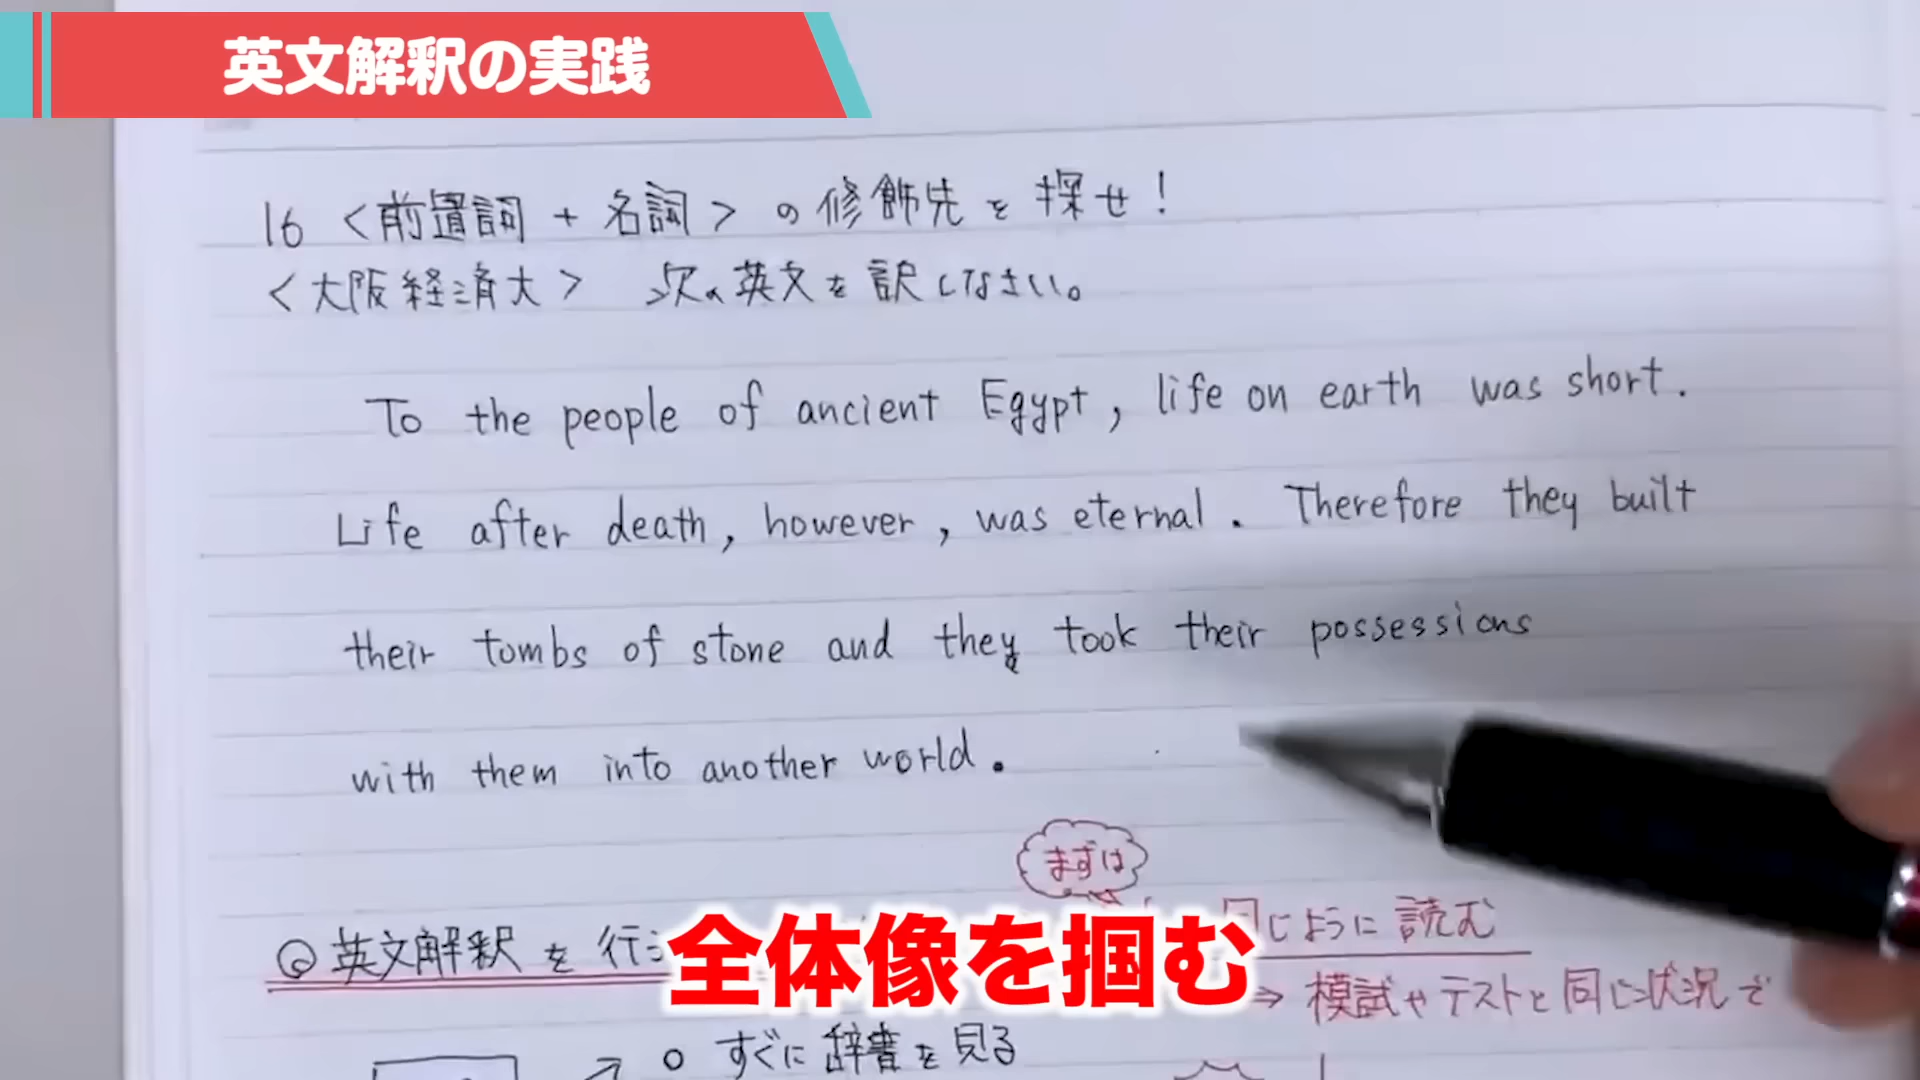 英文解釈の実践
16 <前置詞 + 名詞> の修飾先を探せ!
<大阪経済大> 次の英文を訳しなさい。
To the people of ancient Egypt, life on earth was short.
Life after death, however, was eternal. Therefore they built
their tombs of stone and they took their possessions
with them into another world.
まずは
◎英文解釈を行
同じように読む
全体像を掴む
⇒ 模試やテストと同じ状況で
○ すぐに辞書を見る